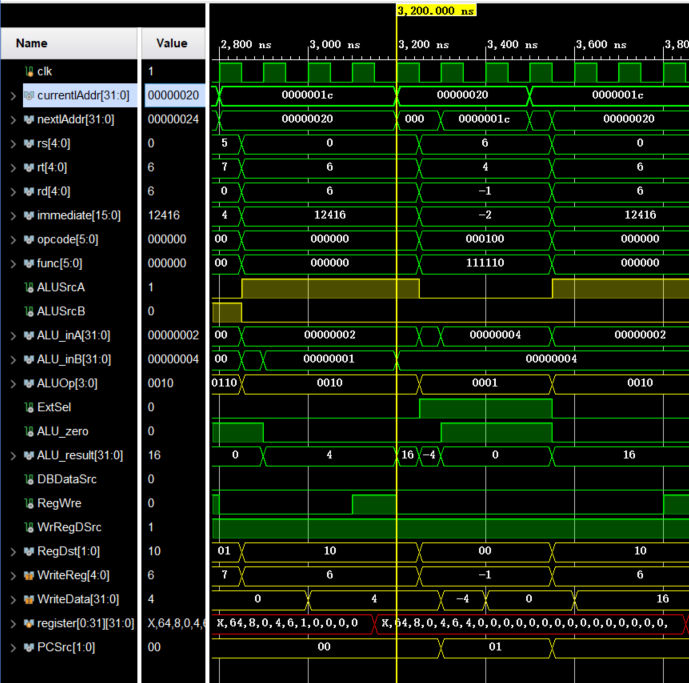 3,200.000 ns
Name Value 2,800 ns 3,000 ns 3,200 ns 3,400 ns 3,600 ns 3,80
clk 1
currentIAddr[31:0] 00000020 0000001c 00000020 0000001c
nextIAddr[31:0] 00000024 00000020 000 0000001c 00000020
rs[4:0] 0 5 0 6 0
rt[4:0] 6 7 6 4 6
rd[4:0] 6 0 6 -1 6
immediate[15:0] 12416 4 12416 -2 12416
opcode[5:0] 000000 00 000000 000100 000000
func[5:0] 000000 00 000000 111110 000000
ALUSrcA 1
ALUSrcB 0
ALU_inA[31:0] 00000002 00 00000002 00000004 00000002
ALU_inB[31:0] 00000004 00 00000001 00000004
ALUOp[3:0] 0010 0110 0010 0001 0010
ExtSel 0
ALU_zero 0
ALU_result[31:0] 16 0 4 16 -4 0 16
DBDataSrc 0
RegWre 0
WrRegDSrc 1
RegDst[1:0] 10 01 10 00 10
WriteReg[4:0] 6 7 6 -1 6
WriteData[31:0] 4 0 4 -4 0 16
register[0:31][31:0] X,64,8,0,4,6 X,64,8,0,4,6,1,0,0,0,0 X,64,8,0,4,6,4,0,0,0,0,0,0,0,0,0,0,0,0,0,0,0,
PCSrc[1:0] 00 00 01